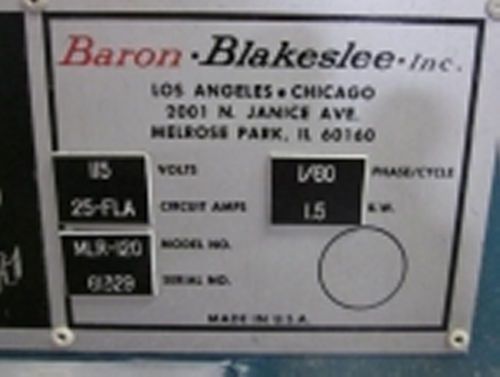 Baron · Blakeslee · Inc.
LOS ANGELES • CHICAGO
2001 N. JANICE AVE.
MELROSE PARK, IL 60160
115 VOLTS 1/60 PHASE/CYCLE
25-FLA CIRCUIT AMPS 1.5 K.W.
MLR-120 MODEL NO.
61329 SERIAL NO.
MADE IN U.S.A.